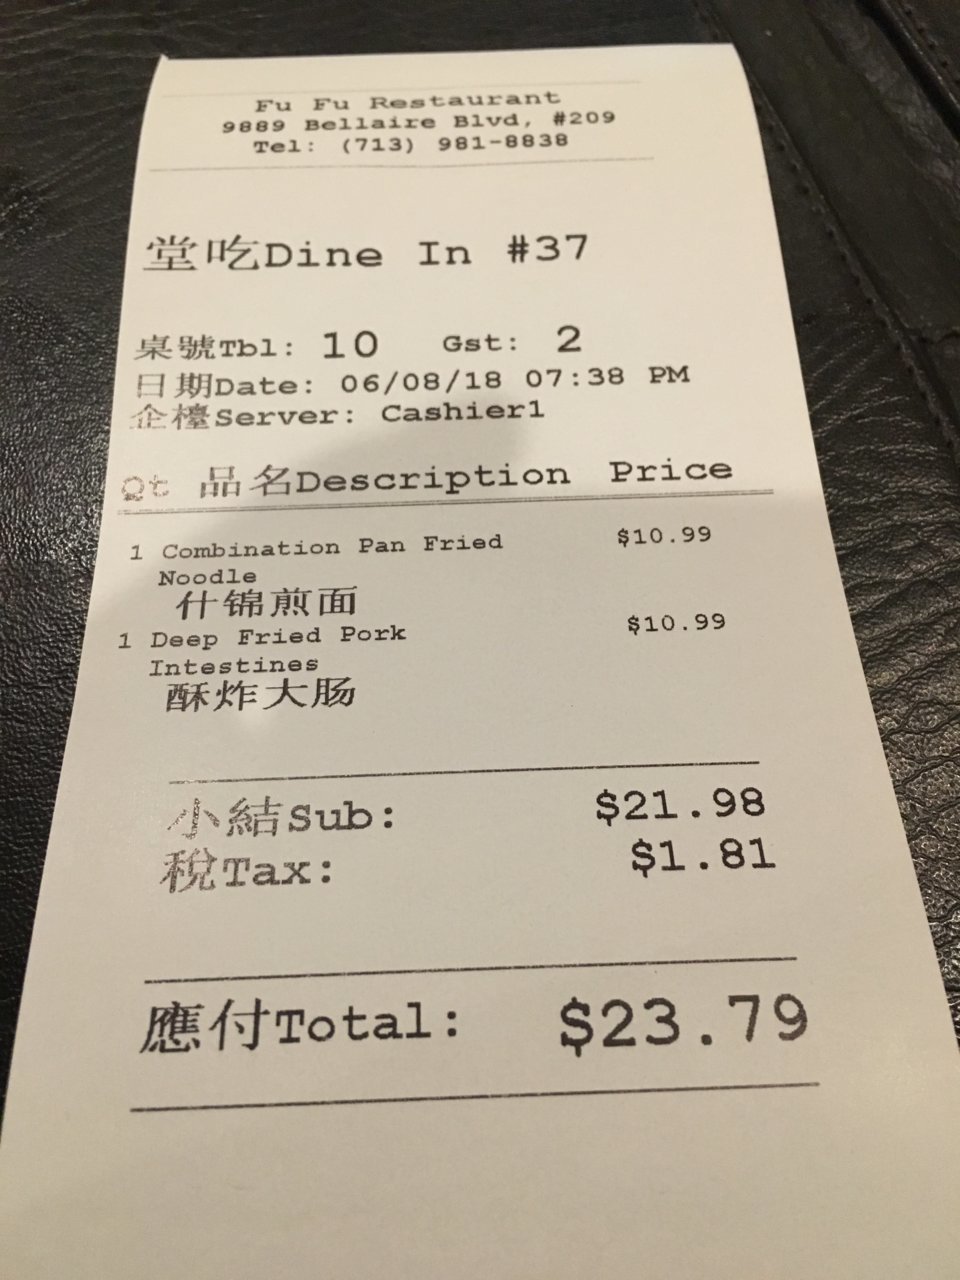 Fu Fu Restaurant
9889 Bellaire Blvd, #209
Tel: (713) 981-8838
堂吃Dine In #37
桌號Tbl: 10 Gst: 2
日期Date: 06/08/18 07:38 PM
企檯Server: Cashier1
Qt 品名Description Price
1 Combination Pan Fried $10.99
Noodle
什锦煎面
1 Deep Fried Pork $10.99
Intestines
酥炸大肠
小結Sub: $21.98
稅Tax: $1.81
應付Total: $23.79